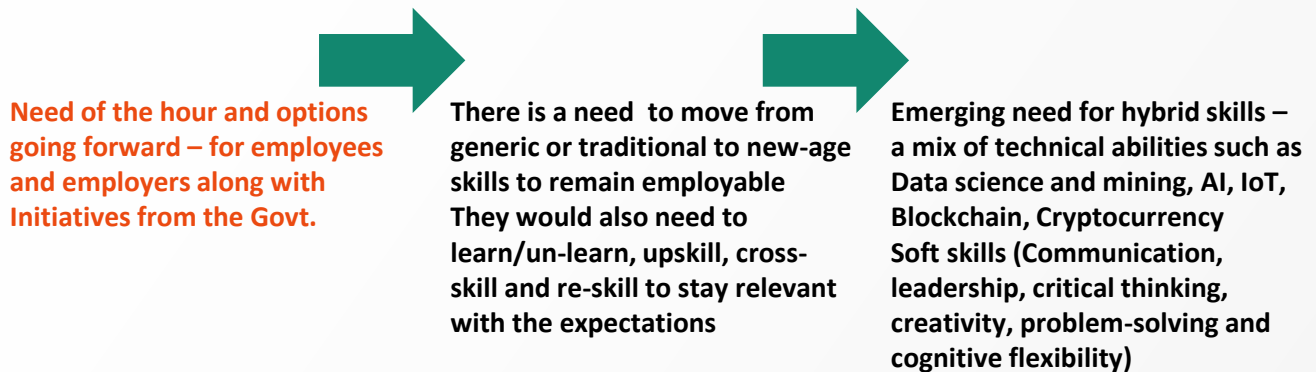 Need of the hour and options
going forward – for employees
and employers along with
Initiatives from the Govt.
There is a need to move from
generic or traditional to new-age
skills to remain employable
They would also need to
learn/un-learn, upskill, cross-
skill and re-skill to stay relevant
with the expectations
Emerging need for hybrid skills –
a mix of technical abilities such as
Data science and mining, AI, IoT,
Blockchain, Cryptocurrency
Soft skills (Communication,
leadership, critical thinking,
creativity, problem-solving and
cognitive flexibility)